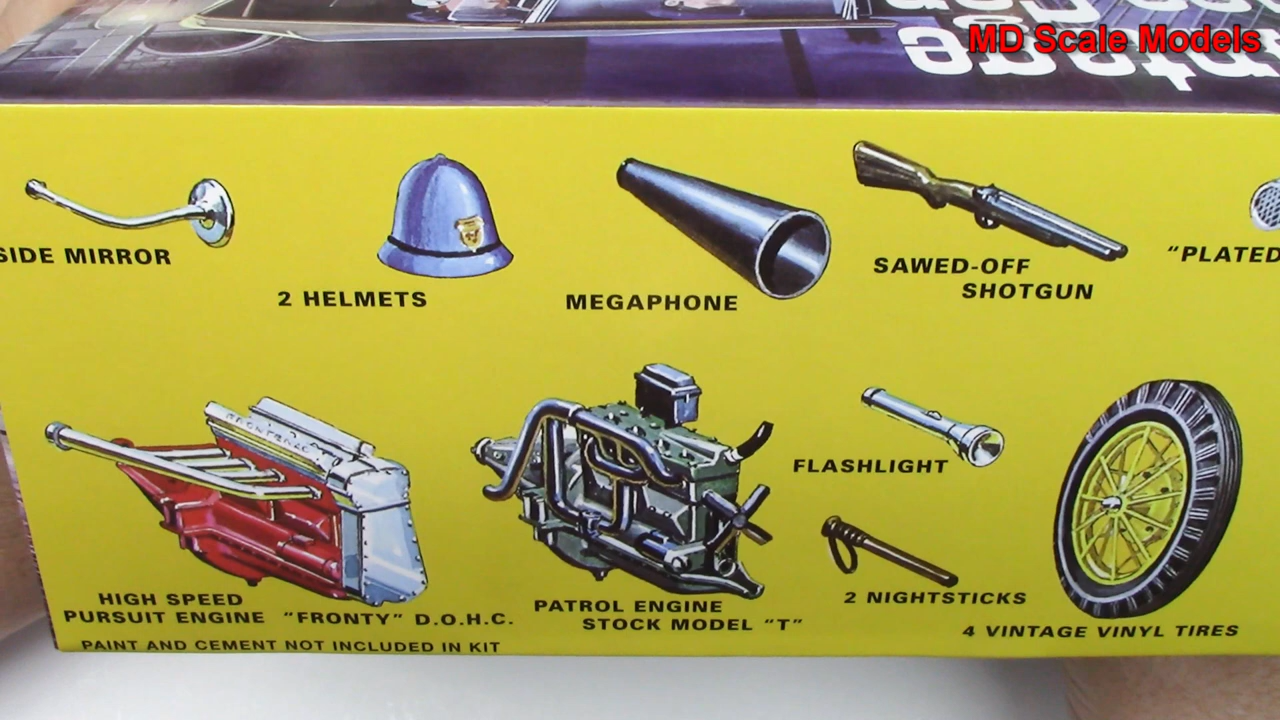 MD Scale Models
SIDE MIRROR
2 HELMETS
MEGAPHONE
SAWED-OFF
SHOTGUN
"PLATED
FRONTENAC
FLASHLIGHT
2 NIGHTSTICKS
HIGH SPEED
PURSUIT ENGINE "FRONTY" D.O.H.C.
PATROL ENGINE
STOCK MODEL "T"
4 VINTAGE VINYL TIRES
PAINT AND CEMENT NOT INCLUDED IN KIT